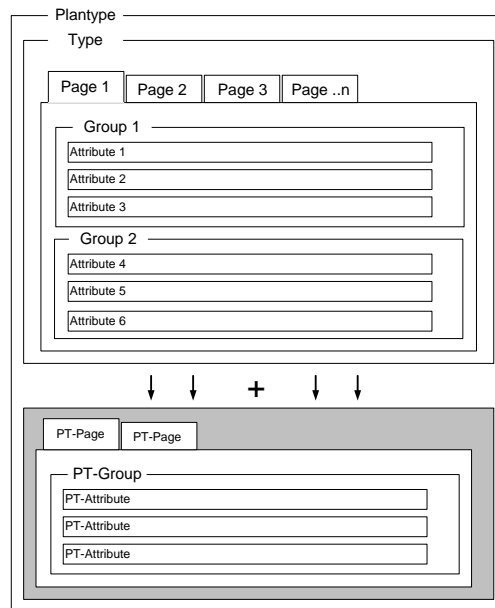 Plantype
Type
Page 1 Page 2 Page 3 Page ..n
Group 1
Attribute 1
Attribute 2
Attribute 3
Group 2
Attribute 4
Attribute 5
Attribute 6
+
PT-Page PT-Page
PT-Group
PT-Attribute
PT-Attribute
PT-Attribute